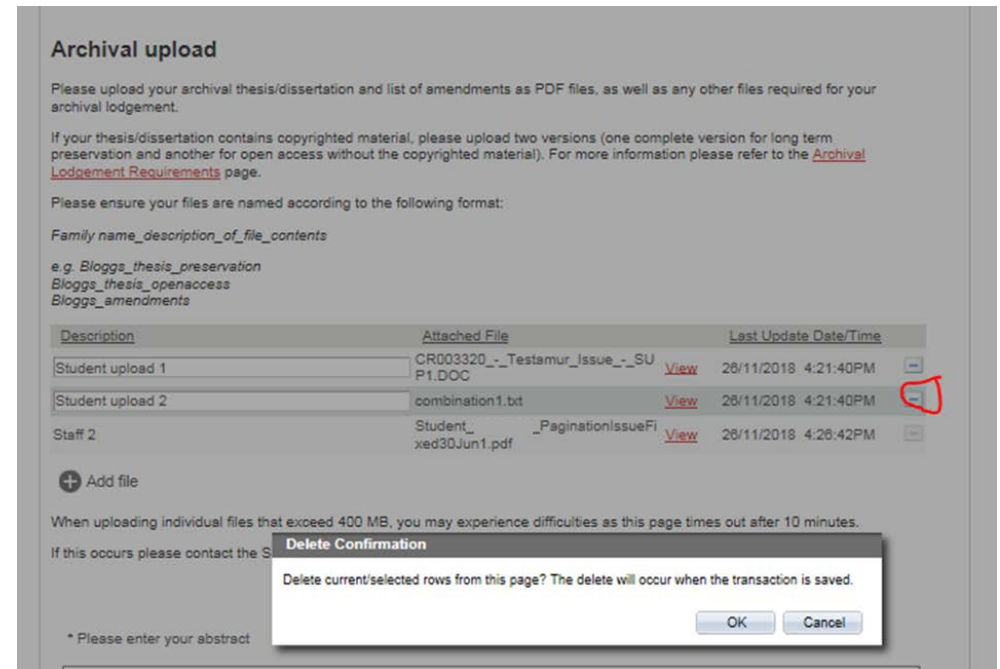 Archival upload
Please upload your archival thesis/dissertation and list of amendments as PDF files, as well as any other files required for your
archival lodgement.
If your thesis/dissertation contains copyrighted material, please upload two versions (one complete version for long term
preservation and another for open access without the copyrighted material). For more information please refer to the Archival
Lodgement Requirements page.
Please ensure your files are named according to the following format:
Family name_description_of_file_contents
e.g. Bloggs_thesis_preservation
Bloggs_thesis_openaccess
Bloggs_amendments
Description Attached File Last Update Date/Time
Student upload 1 CR003320_-_Testamur_Issue_-_SU
P1.DOC View 26/11/2018 4:21:40PM
Student upload 2 combination1.txt View 26/11/2018 4:21:40PM
Staff 2 Student_ _PaginationIssueFi
xed30Jun1.pdf View 26/11/2018 4:26:42PM
Add file
When uploading individual files that exceed 400 MB, you may experience difficulties as this page times out after 10 minutes.
If this occurs please contact the S
Delete Confirmation
Delete current/selected rows from this page? The delete will occur when the transaction is saved.
OK Cancel
* Please enter your abstract